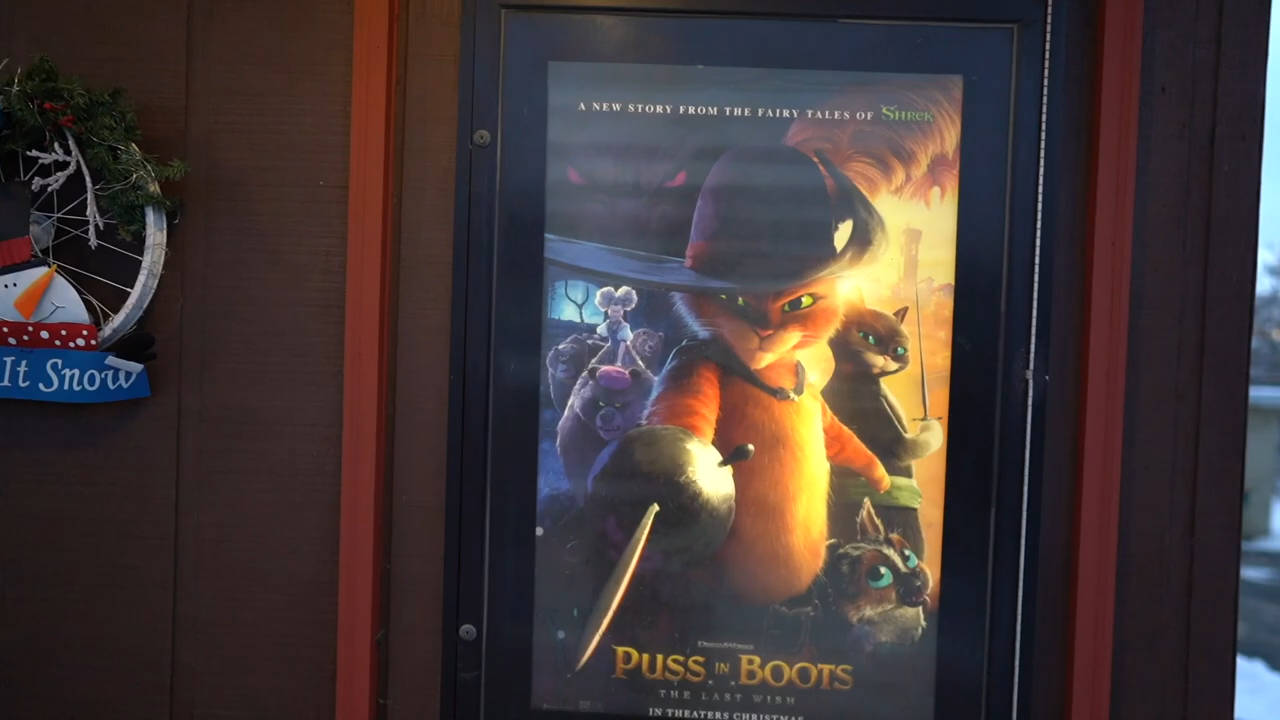 A NEW STORY FROM THE FAIRY TALES OF SHREK
It Snow
DREAMWORKS
PUSS IN BOOTS
THE LAST WISH
IN THEATERS CHRISTMAS